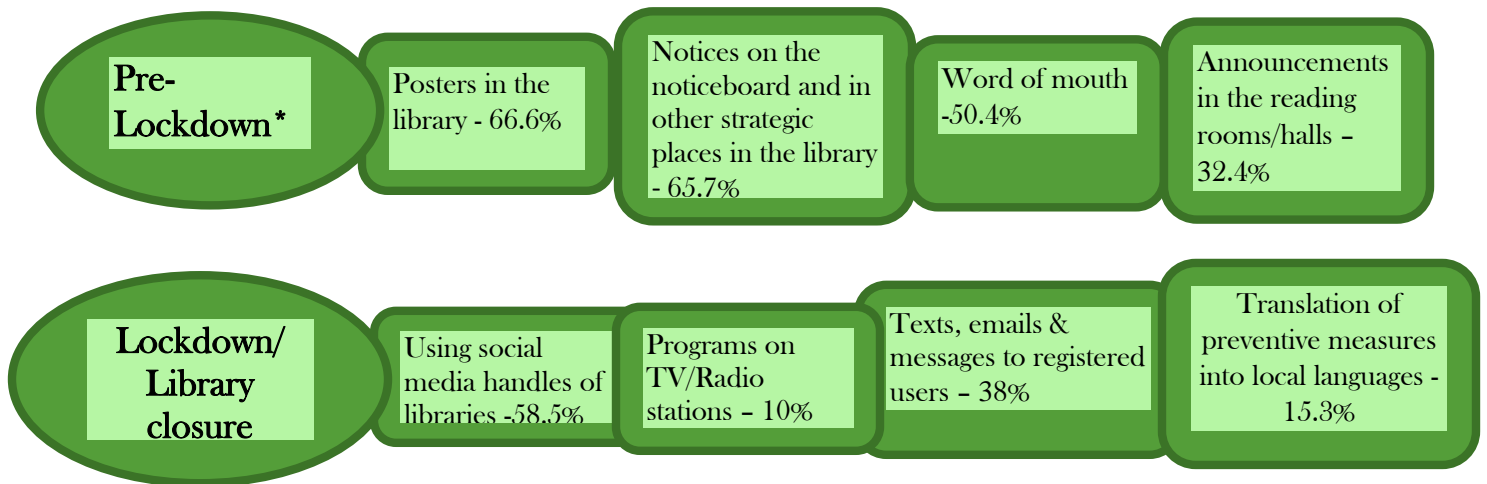 Pre-
Lockdown*
Posters in the
library - 66.6%
Notices on the
noticeboard and in
other strategic
places in the library
- 65.7%
Word of mouth
-50.4%
Announcements
in the reading
rooms/halls –
32.4%
Lockdown/
Library
closure
Using social
media handles of
libraries -58.5%
Programs on
TV/Radio
stations – 10%
Texts, emails &
messages to registered
users – 38%
Translation of
preventive measures
into local languages -
15.3%